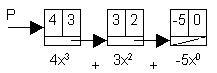 P
4 3 3 2 -5 0
4x³ + 3x² + -5x⁰